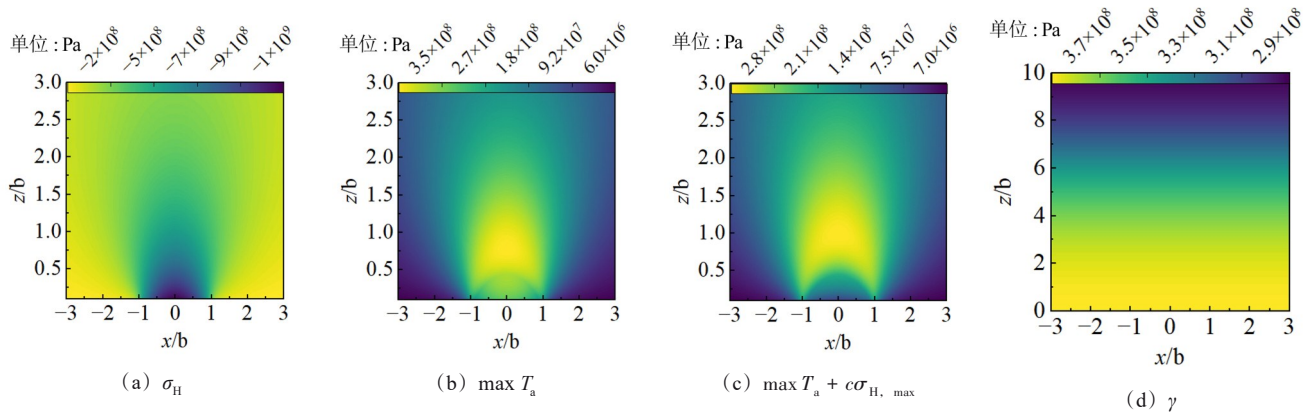 单位:Pa
−2×10⁸ −5×10⁸ −7×10⁸ −9×10⁸ −1×10⁹
3.0
2.5
2.0
1.5
1.0
0.5
z/b
−3 −2 −1 0 1 2 3
x/b
(a) σ_H
单位:Pa
3.5×10⁸ 2.7×10⁸ 1.8×10⁸ 9.2×10⁷ 6.0×10⁶
3.0
2.5
2.0
1.5
1.0
0.5
z/b
−3 −2 −1 0 1 2 3
x/b
(b) max T_a
单位:Pa
2.8×10⁸ 2.1×10⁸ 1.4×10⁸ 7.5×10⁷ 7.0×10⁶
3.0
2.5
2.0
1.5
1.0
0.5
z/b
−3 −2 −1 0 1 2 3
x/b
(c) max T_a + cσ_H, max
单位:Pa
3.7×10⁸ 3.5×10⁸ 3.3×10⁸ 3.1×10⁸ 2.9×10⁸
10
8
6
4
2
0
z/b
−3 −2 −1 0 1 2 3
x/b
(d) γ